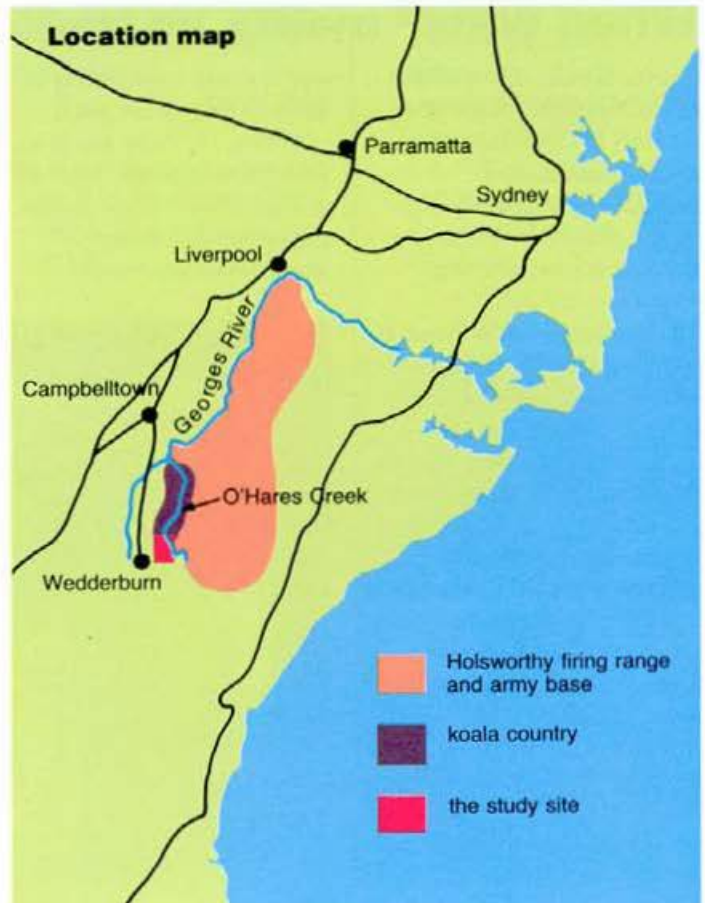 Location map
Parramatta
Sydney
Liverpool
Georges River
Campbelltown
O'Hares Creek
Wedderburn
Holsworthy firing range
and army base
koala country
the study site